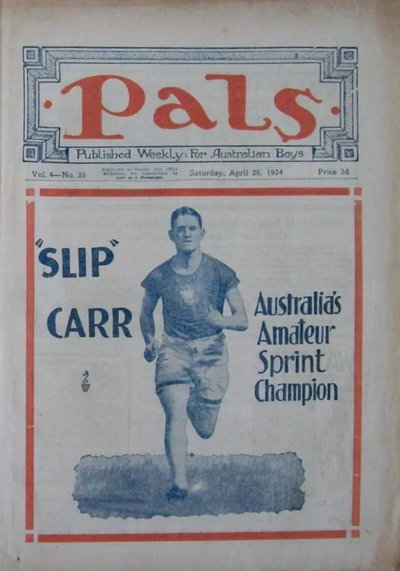 Pals
Published Weekly: For Australian Boys
Vol. 4—No. 35
Saturday, April 26, 1924
Price 3d
"SLIP"
CARR
Australia's
Amateur
Sprint
Champion